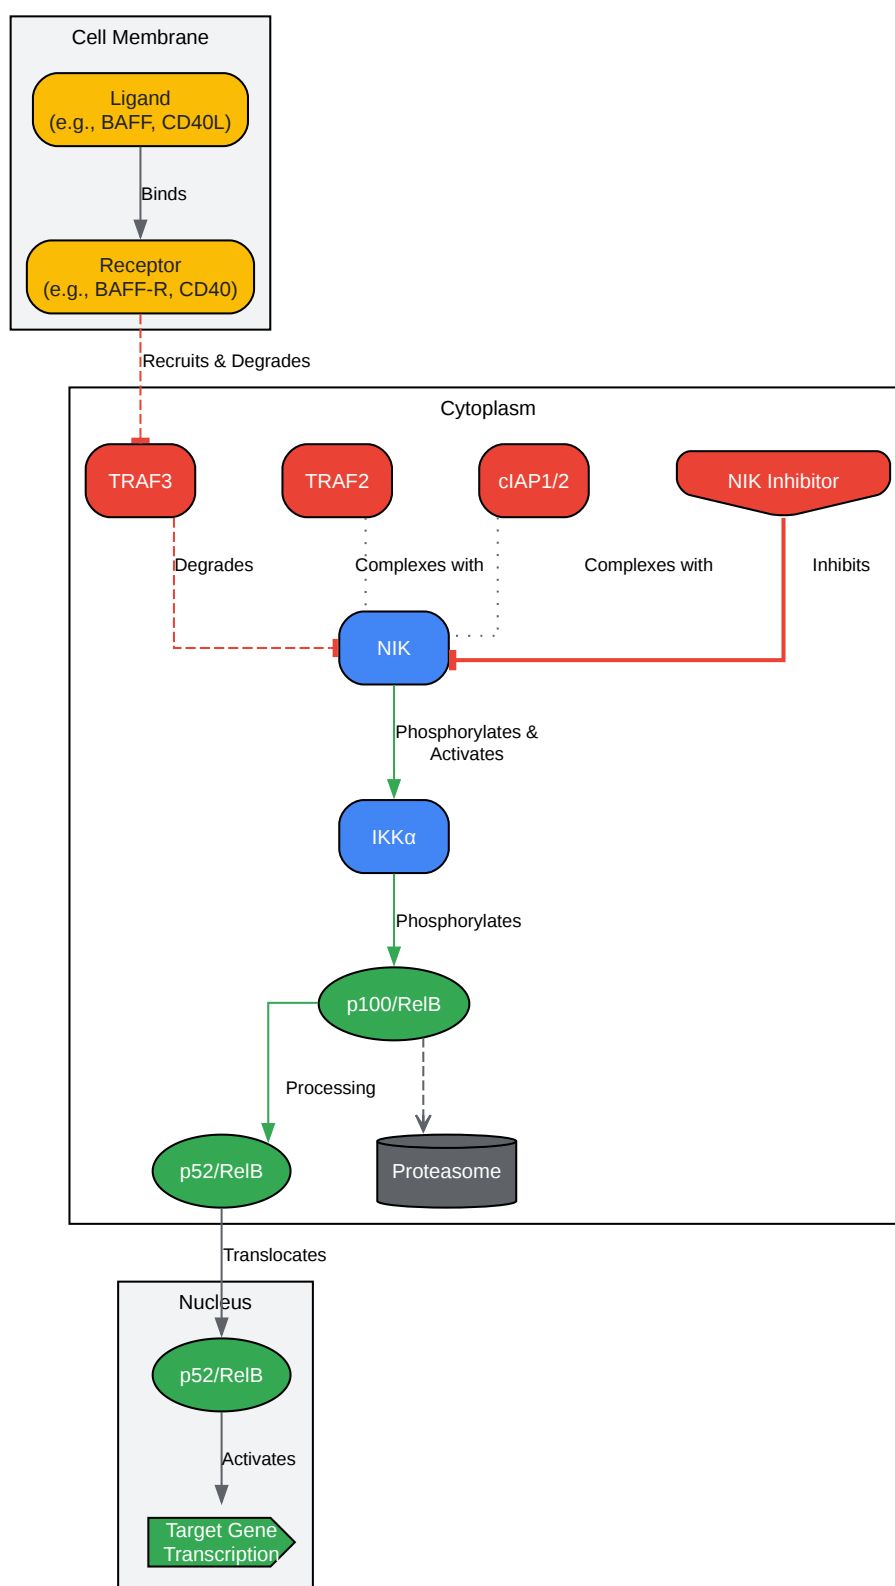 Cell Membrane
Ligand
(e.g., BAFF, CD40L)
Binds
Receptor
(e.g., BAFF-R, CD40)
Recruits & Degrades
Cytoplasm
TRAF3
TRAF2
cIAP1/2
NIK Inhibitor
Degrades
Complexes with
Complexes with
Inhibits
NIK
Phosphorylates &
Activates
IKKα
Phosphorylates
p100/RelB
Processing
p52/RelB
Proteasome
Translocates
Nucleus
p52/RelB
Activates
Target Gene
Transcription